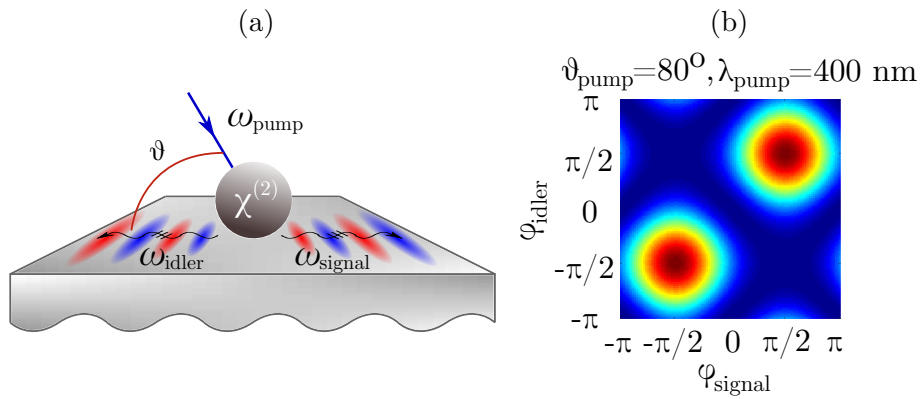 (a)
ω_pump
ϑ
χ^(2)
ω_idler
ω_signal
(b)
ϑ_pump=80°,λ_pump=400 nm
π
π/2
0
-π/2
-π
φ_idler
-π -π/2 0 π/2 π
φ_signal